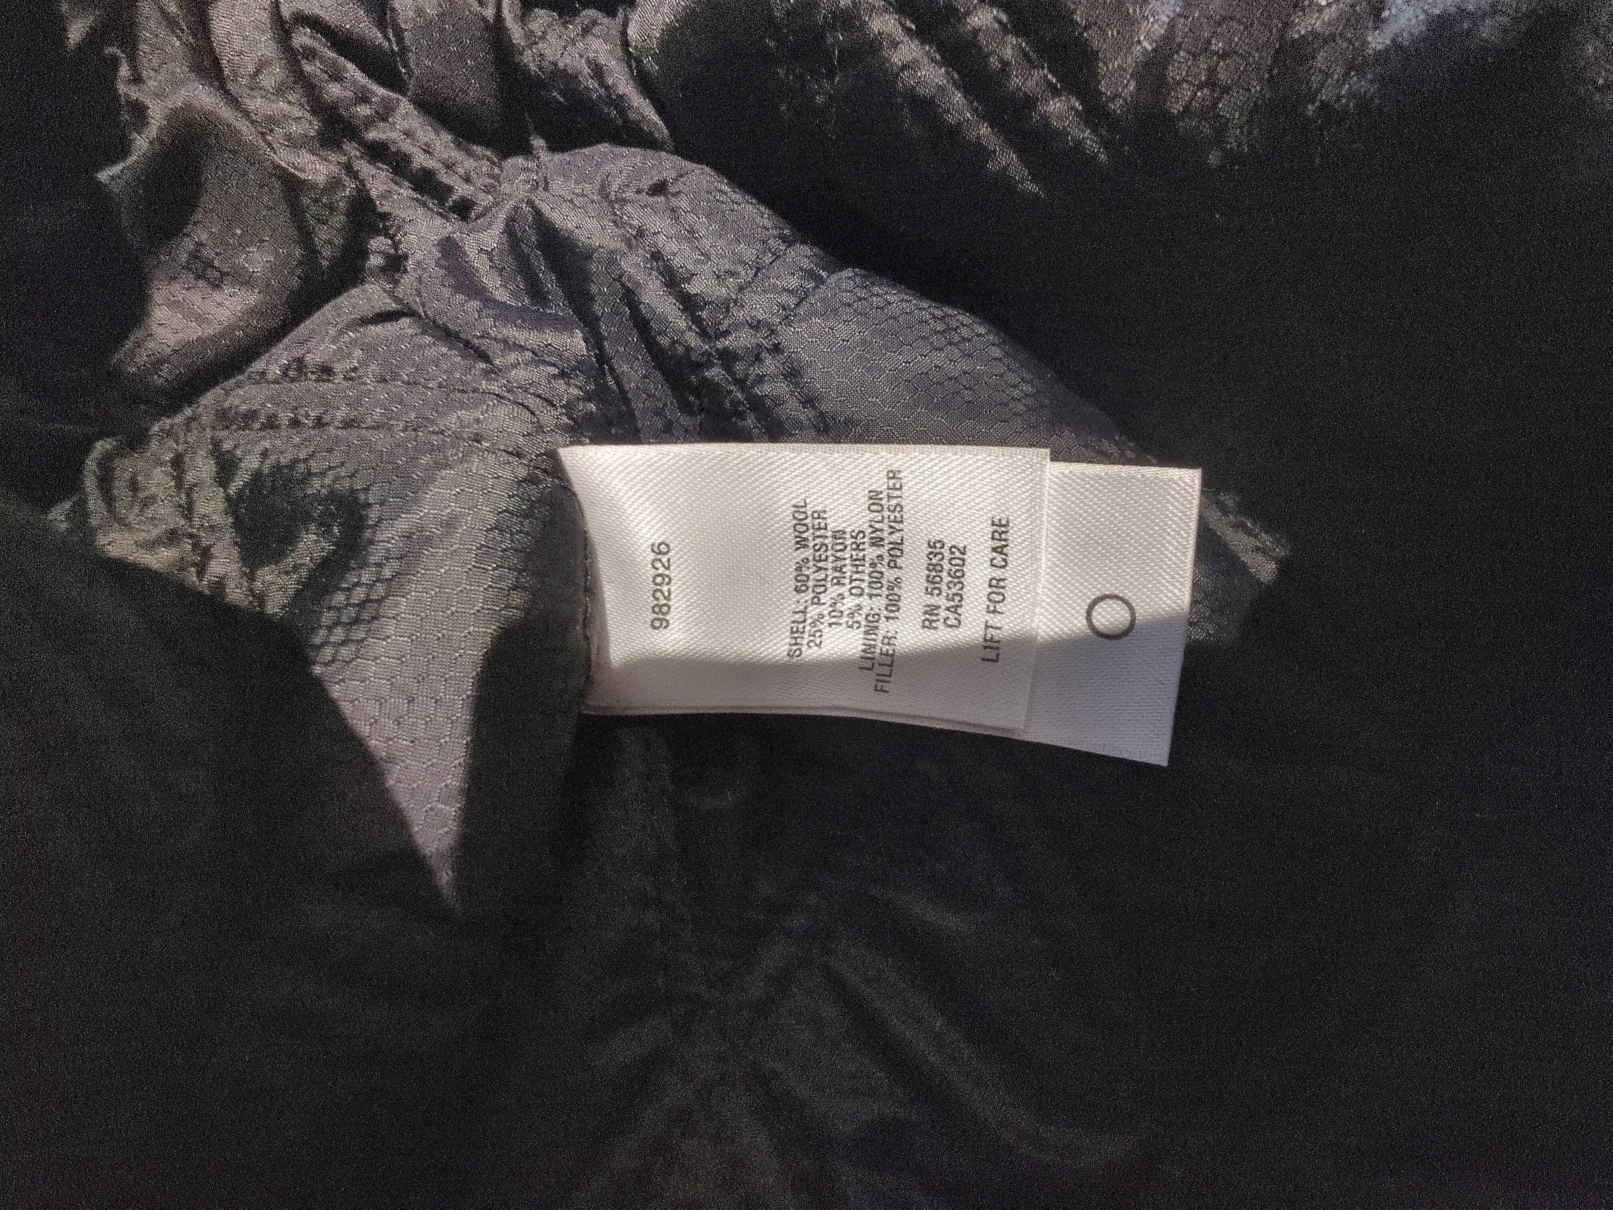 982926
SHELL: 60% WOOL
25% POLYESTER
10% RAYON
5% OTHERS
LINING: 100% NYLON
FILLER: 100% POLYESTER
RN 56835
CA53602
LIFT FOR CARE